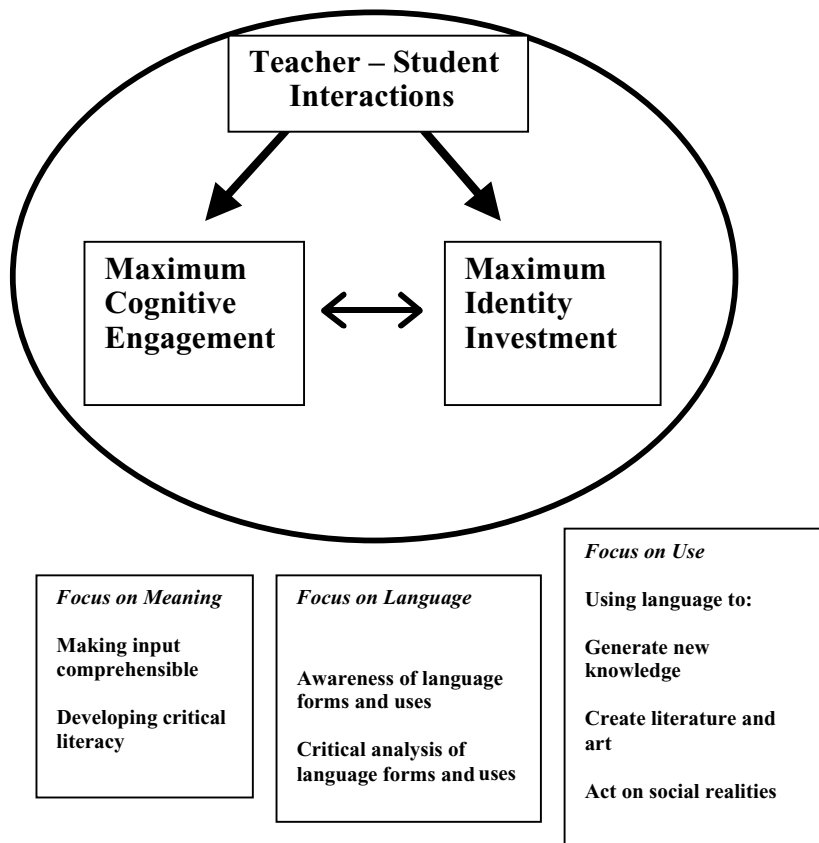 Teacher – Student
Interactions
Maximum
Cognitive
Engagement
Maximum
Identity
Investment
Focus on Meaning
Making input
comprehensible
Developing critical
literacy
Focus on Language
Awareness of language
forms and uses
Critical analysis of
language forms and uses
Focus on Use
Using language to:
Generate new
knowledge
Create literature and
art
Act on social realities